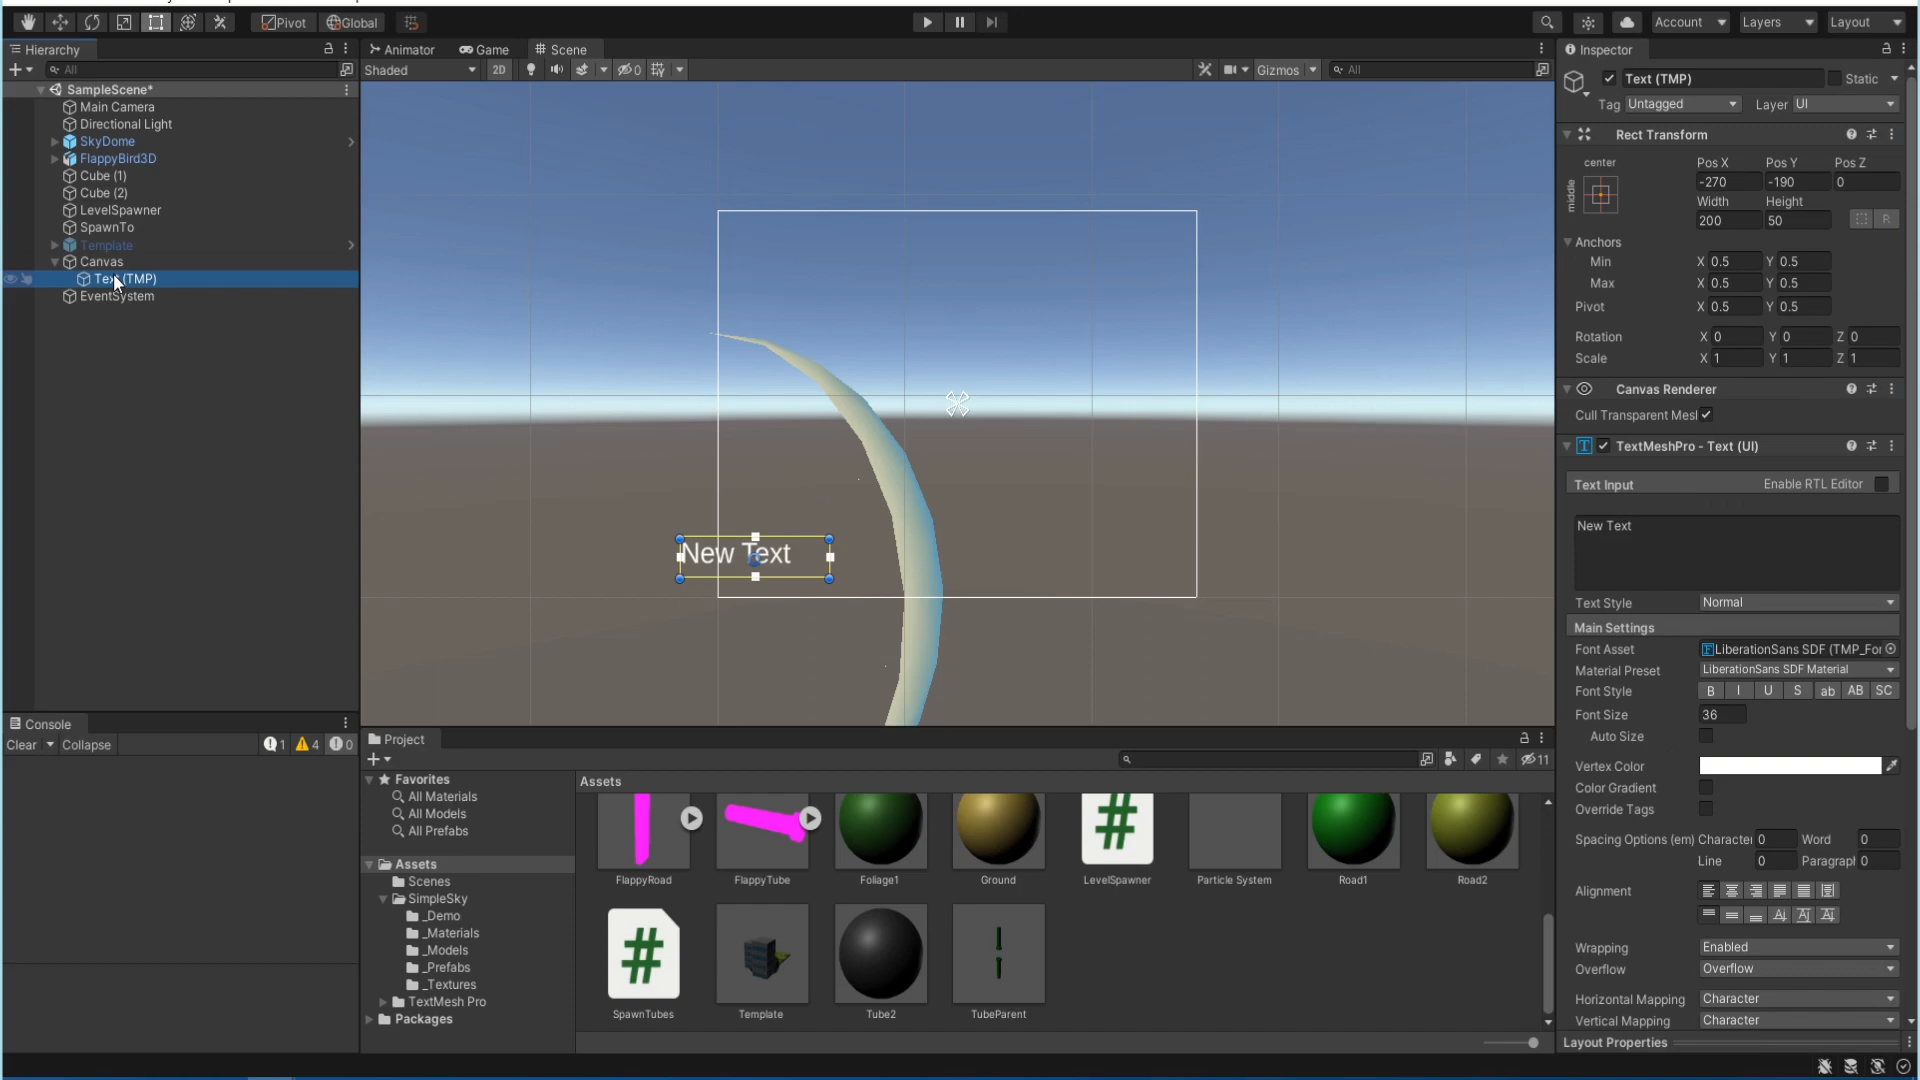 Pivot
Global
Account
Layers
Layout
Hierarchy
All
SampleScene*
Main Camera
Directional Light
SkyDome
FlappyBird3D
Cube (1)
Cube (2)
LevelSpawner
SpawnTo
Template
Canvas
Text (TMP)
EventSystem
Animator
Game
Scene
Shaded
2D
0
Gizmos
All
New Text
Inspector
Text (TMP)
Static
Tag Untagged
Layer UI
Rect Transform
center
middle
Pos X Pos Y Pos Z
-270 -190 0
Width Height
200 50
R
Anchors
Min X 0.5 Y 0.5
Max X 0.5 Y 0.5
Pivot X 0.5 Y 0.5
Rotation X 0 Y 0 Z 0
Scale X 1 Y 1 Z 1
Canvas Renderer
Cull Transparent Mesl
TextMeshPro - Text (UI)
Text Input Enable RTL Editor
New Text
Text Style Normal
Main Settings
Font Asset LiberationSans SDF (TMP_For
Material Preset LiberationSans SDF Material
Font Style B I U S ab AB SC
Font Size 36
Auto Size
Vertex Color
Color Gradient
Override Tags
Spacing Options (em) Character 0 Word 0
Line 0 Paragraph 0
Alignment
Wrapping Enabled
Overflow Overflow
Horizontal Mapping Character
Vertical Mapping Character
Layout Properties
Console
Clear Collapse 1 4 0
Project
11
Favorites
All Materials
All Models
All Prefabs
Assets
Scenes
SimpleSky
_Demo
_Materials
_Models
_Prefabs
_Textures
TextMesh Pro
Packages
Assets
FlappyRoad FlappyTube Foliage1 Ground LevelSpawner Particle System Road1 Road2
SpawnTubes Template Tube2 TubeParent